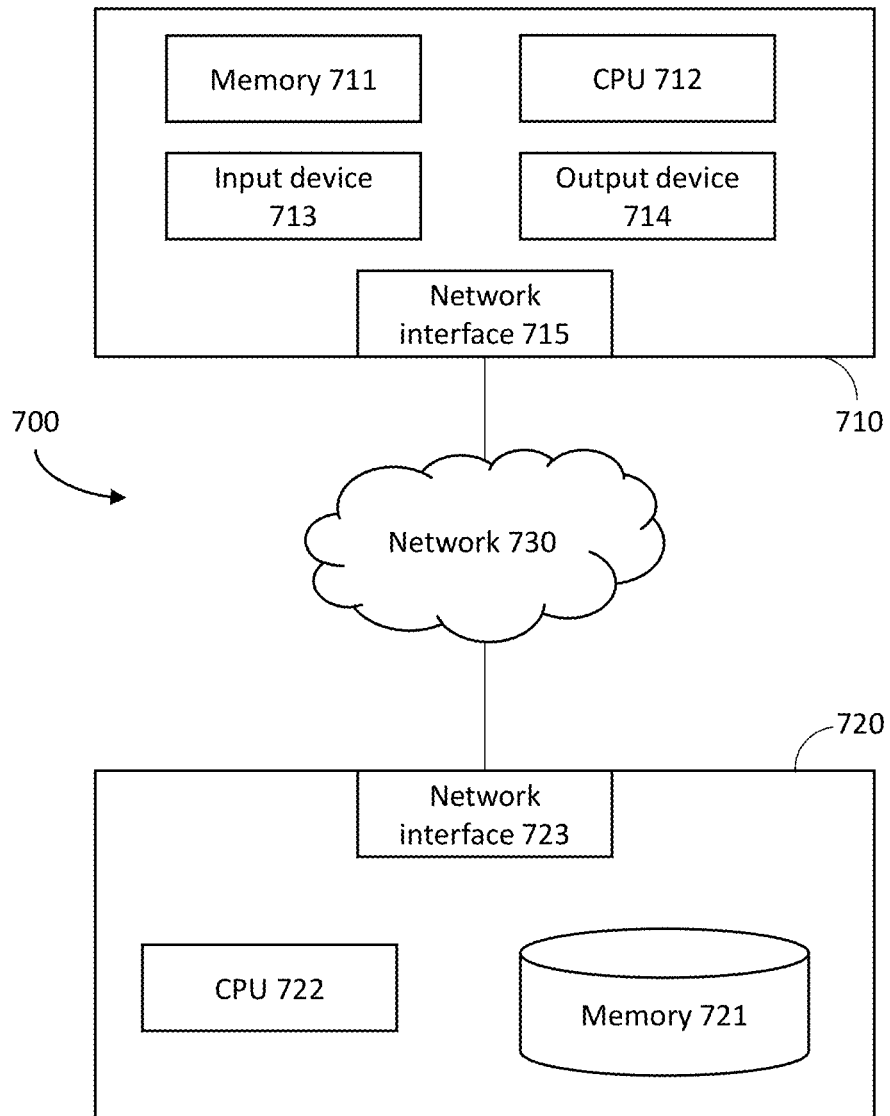 Memory 711
CPU 712
Input device
713
Output device
714
Network
interface 715
710
700
Network 730
720
Network
interface 723
CPU 722
Memory 721